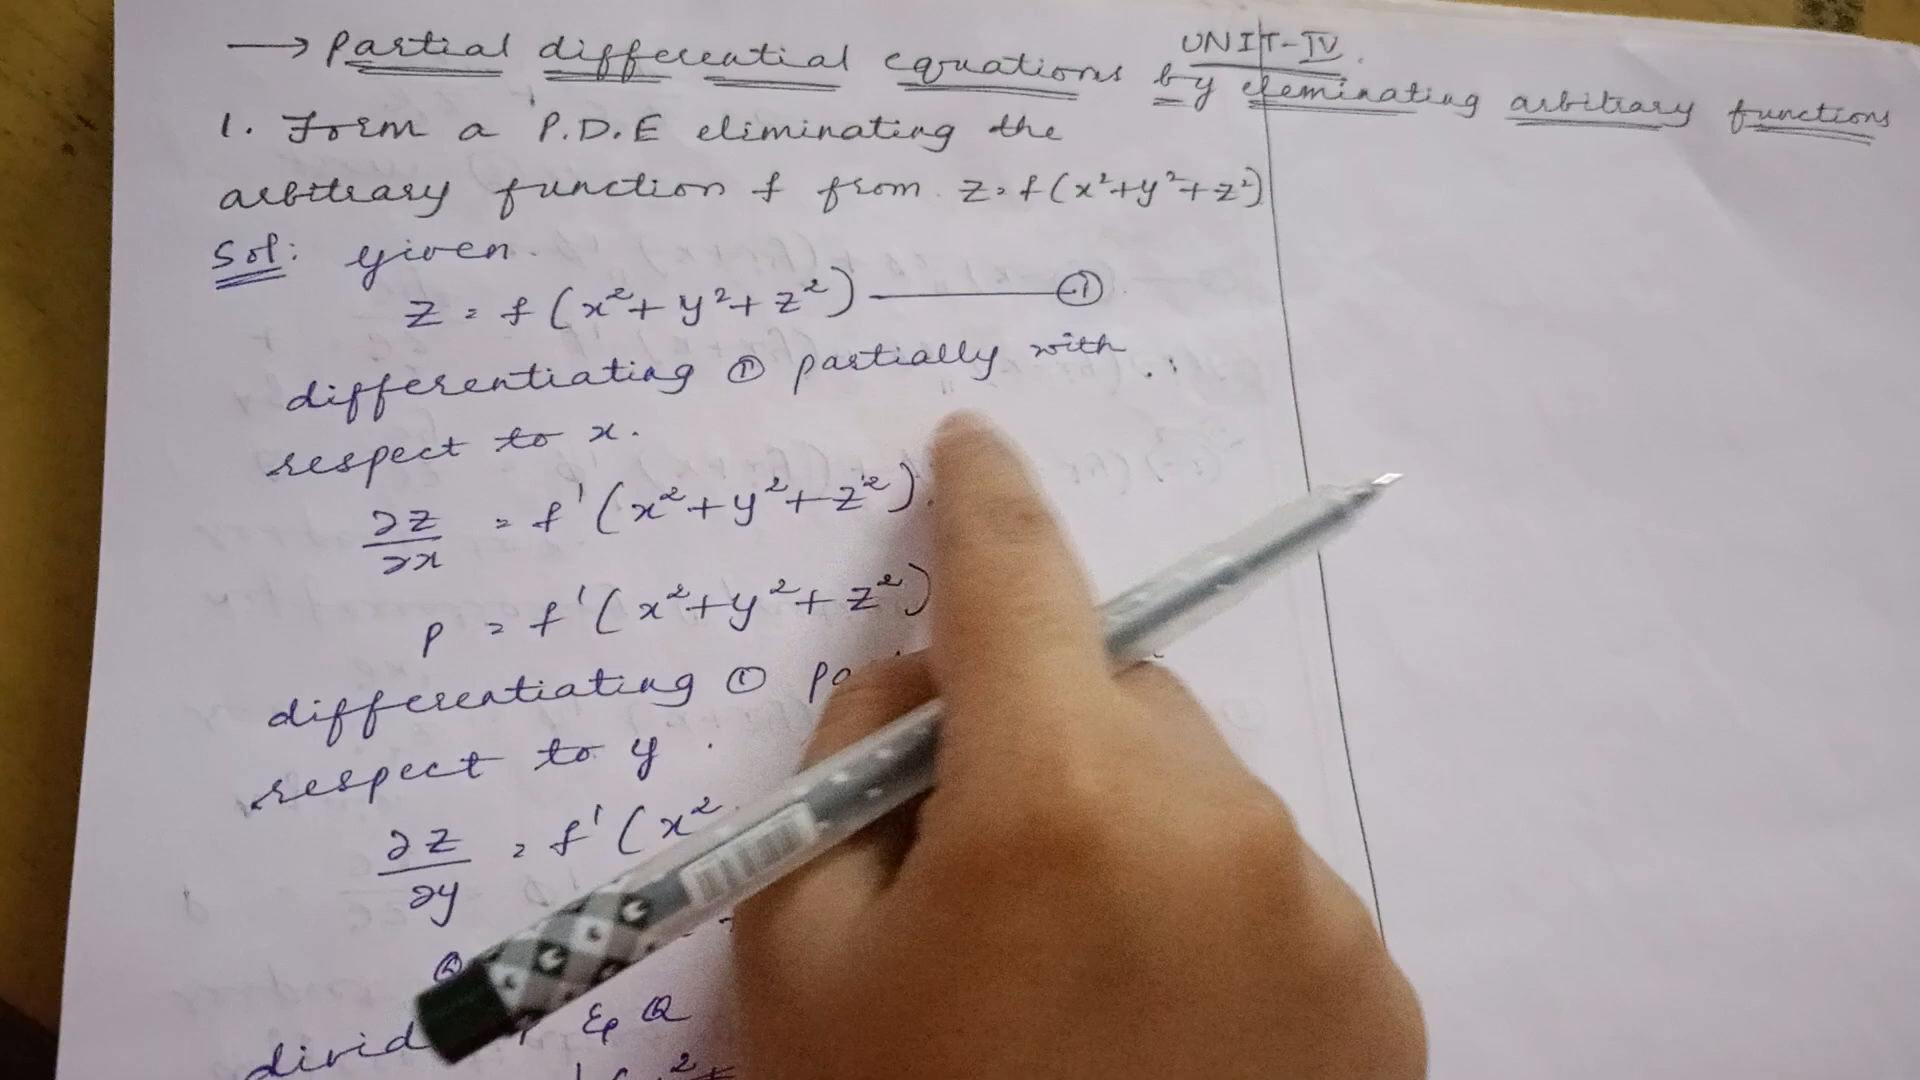 UNIT-IV
→ Partial differential equations by eleminating arbitrary functions
1. Form a P.D.E eliminating the
arbitrary function f from z = f(x²+y²+z²)
Sol: given.
z = f(x²+y²+z²) ——— ①
differentiating ① partially with
respect to x.
∂z/∂x = f'(x²+y²+z²).
p = f'(x²+y²+z²)
differentiating ① pa
respect to y.
∂z/∂y = f'(x²
divid